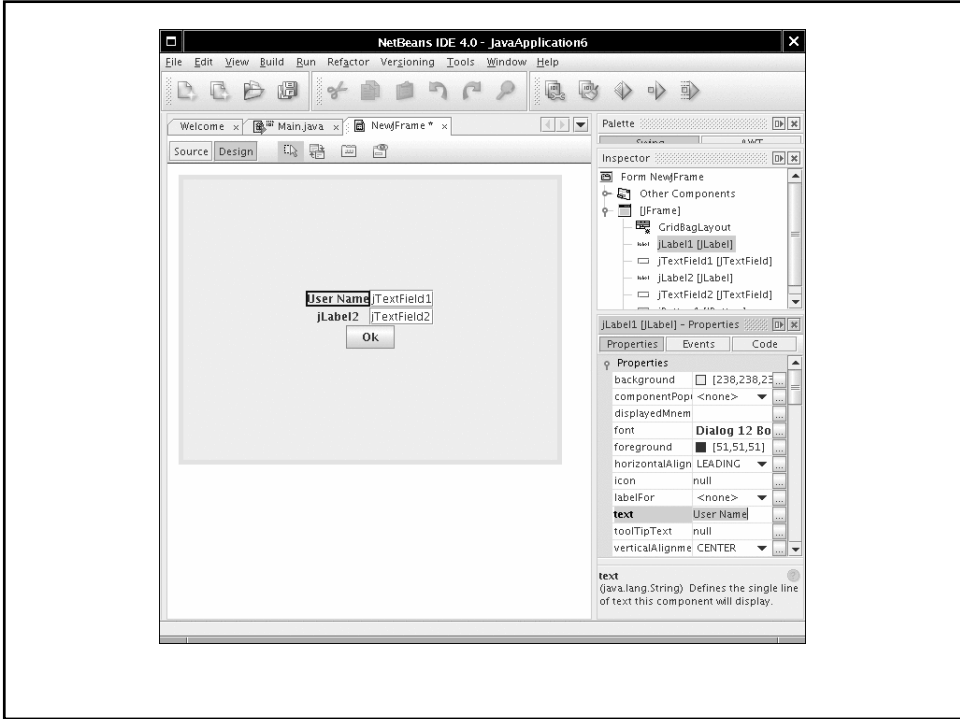 NetBeans IDE 4.0 - JavaApplication6
File Edit View Build Run Refactor Versioning Tools Window Help
Welcome x Main.java x NewJFrame * x
Source Design
User Name jTextField1
jLabel2 jTextField2
Ok
Palette
Swing AWT
Inspector
Form NewJFrame
Other Components
[JFrame]
GridBagLayout
jLabel1 [JLabel]
jTextField1 [JTextField]
jLabel2 [JLabel]
jTextField2 [JTextField]
jLabel1 [JLabel] - Properties
Properties Events Code
Properties
background [238,238,23...
componentPop <none> ...
displayedMnem ...
font Dialog 12 Bo...
foreground [51,51,51] ...
horizontalAlign LEADING ...
icon null ...
labelFor <none> ...
text User Name ...
toolTipText null ...
verticalAlignme CENTER ...
text
(java.lang.String) Defines the single line
of text this component will display.